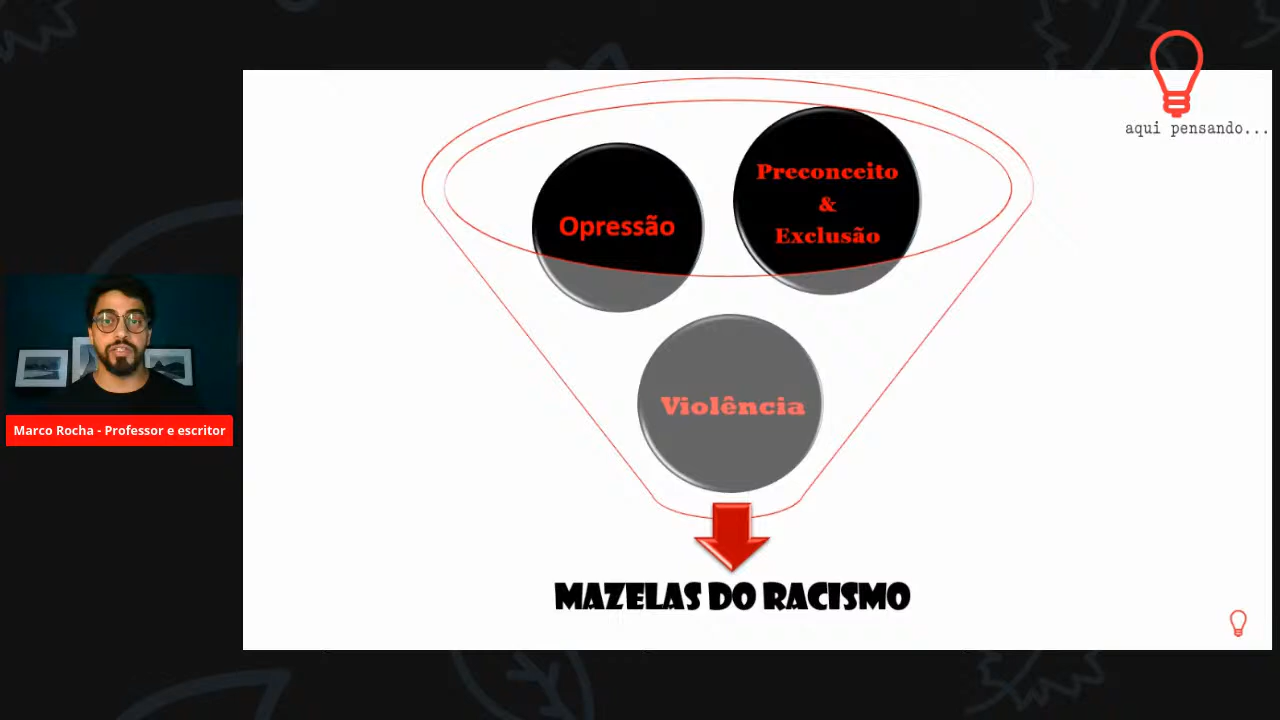 aqui pensando...
Opressão
Preconceito
&
Exclusão
Violência
Marco Rocha - Professor e escritor
MAZELAS DO RACISMO